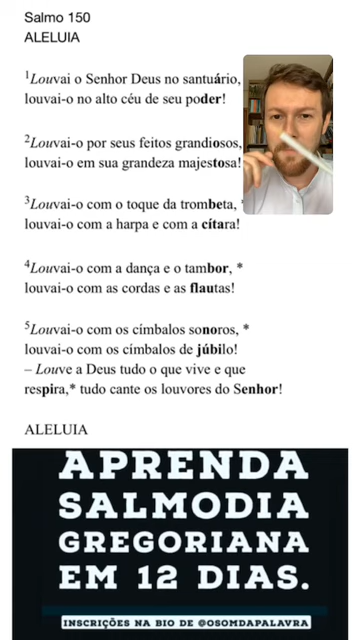 Salmo 150
ALELUIA
¹Louvai o Senhor Deus no santuário,
louvai-o no alto céu de seu poder!
²Louvai-o por seus feitos grandiosos,
louvai-o em sua grandeza majestosa!
³Louvai-o com o toque da trombeta, *
louvai-o com a harpa e com a cítara!
⁴Louvai-o com a dança e o tambor, *
louvai-o com as cordas e as flautas!
⁵Louvai-o com os címbalos sonoros, *
louvai-o com os címbalos de júbilo!
– Louve a Deus tudo o que vive e que
respira,* tudo cante os louvores do Senhor!
ALELUIA
APRENDA
SALMODIA
GREGORIANA
EM 12 DIAS.
INSCRIÇÕES NA BIO DE @OSOMDAPALAVRA